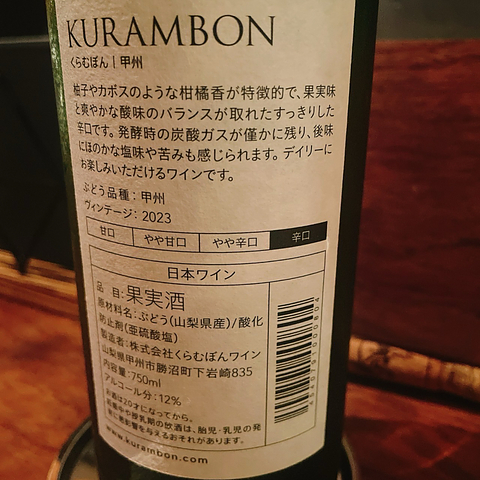 KURAMBON
くらむぼん | 甲州
柚子やカボスのような柑橘香が特徴的で、果実味
と爽やかな酸味のバランスが取れたすっきりした
辛口です。発酵時の炭酸ガスが僅かに残り、後味
にほのかな塩味や苦みも感じられます。デイリーに
お楽しみいただけるワインです。
ぶどう品種：甲州
ヴィンテージ：2023
甘口 やや甘口 やや辛口 辛口
日本ワイン
品 目：果実酒
原材料名：ぶどう(山梨県産)/酸化
防止剤(亜硫酸塩)
製造者：株式会社くらむぼんワイン
山梨県甲州市勝沼町下岩崎835
内容量：750ml
アルコール分：12%
お酒は20才になってから。
妊娠中や授乳期の飲酒は、胎児・乳児の発
育に悪影響を与えるおそれがあります。
www.kurambon.com